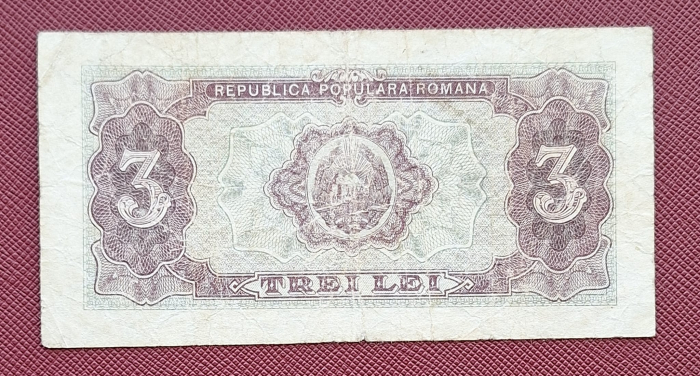 REPUBLICA POPULARA ROMANA
3 3
TREI LEI